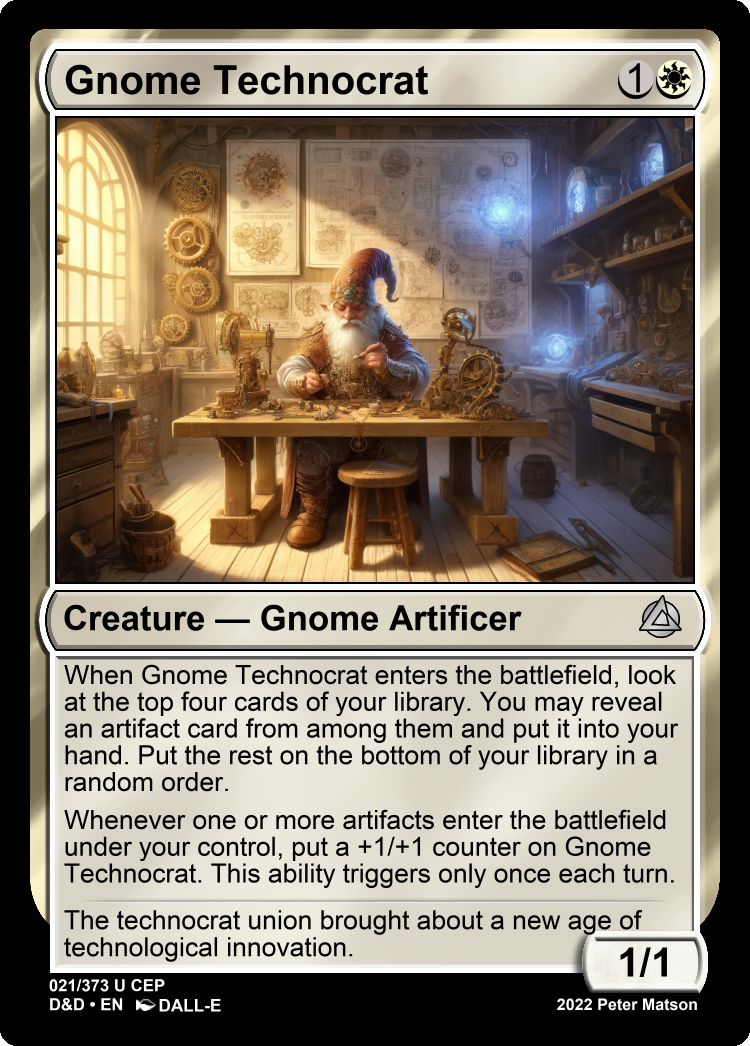 Gnome Technocrat
1
Creature — Gnome Artificer
When Gnome Technocrat enters the battlefield, look
at the top four cards of your library. You may reveal
an artifact card from among them and put it into your
hand. Put the rest on the bottom of your library in a
random order.
Whenever one or more artifacts enter the battlefield
under your control, put a +1/+1 counter on Gnome
Technocrat. This ability triggers only once each turn.
The technocrat union brought about a new age of
technological innovation.
1/1
021/373 U CEP
D&D • EN DALL-E
2022 Peter Matson